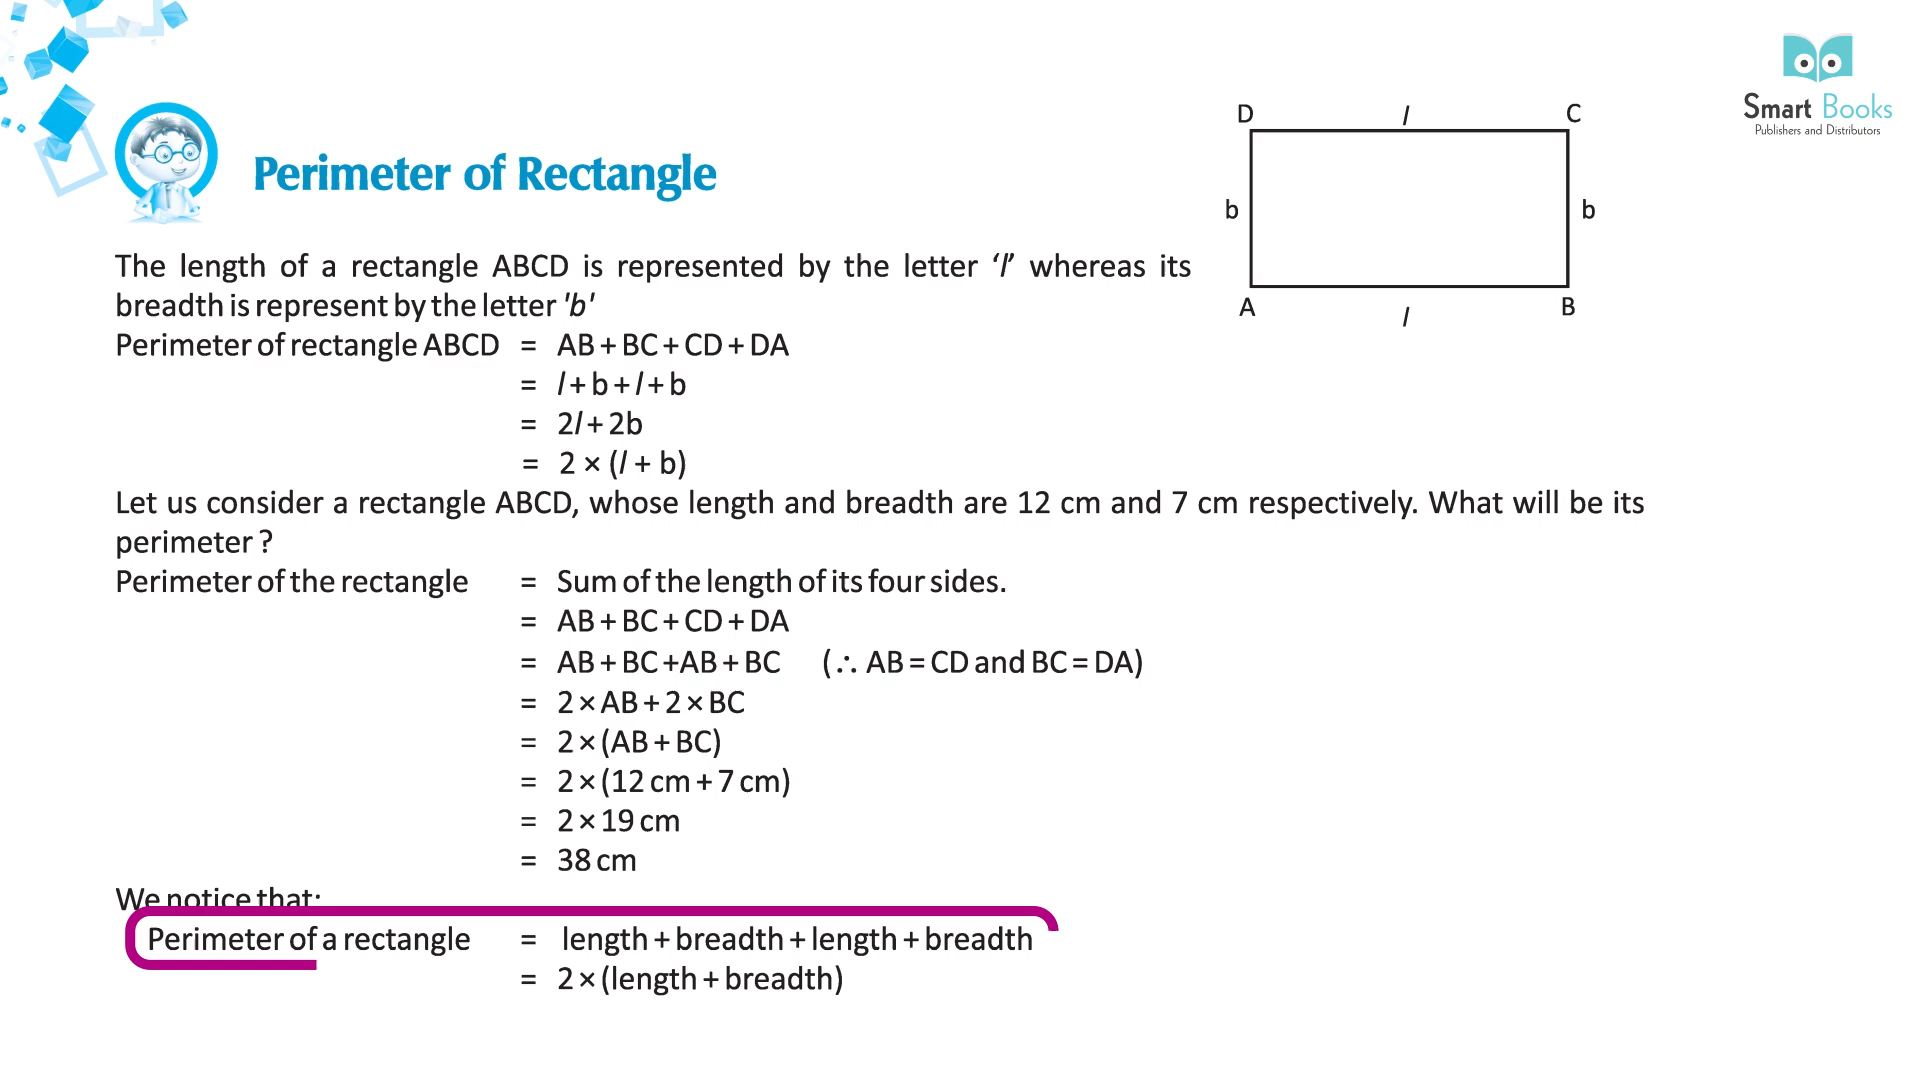 Smart Books
Publishers and Distributors
Perimeter of Rectangle
D l C
b b
A l B
The length of a rectangle ABCD is represented by the letter ‘l’ whereas its
breadth is represent by the letter 'b'
Perimeter of rectangle ABCD = AB + BC + CD + DA
= l + b + l + b
= 2l + 2b
= 2 × (l + b)
Let us consider a rectangle ABCD, whose length and breadth are 12 cm and 7 cm respectively. What will be its
perimeter ?
Perimeter of the rectangle = Sum of the length of its four sides.
= AB + BC + CD + DA
= AB + BC +AB + BC (∴ AB = CD and BC = DA)
= 2 × AB + 2 × BC
= 2 × (AB + BC)
= 2 × (12 cm + 7 cm)
= 2 × 19 cm
= 38 cm
We notice that:
Perimeter of a rectangle = length + breadth + length + breadth
= 2 × (length + breadth)